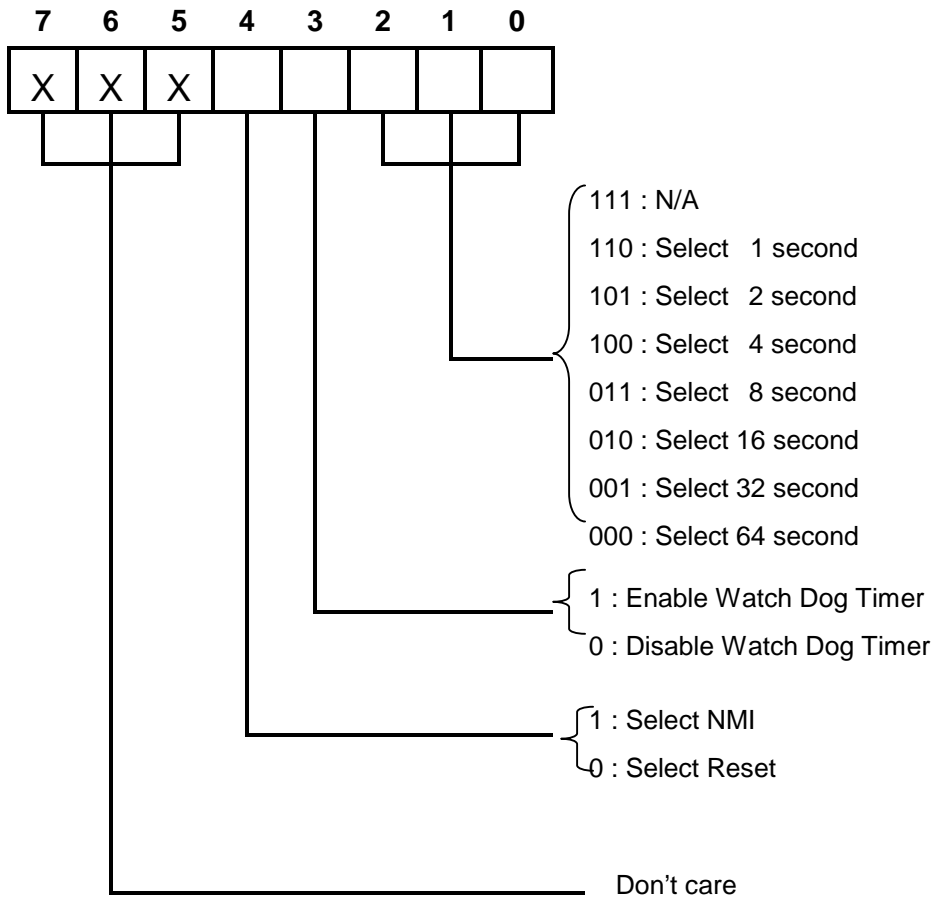 7 6 5 4 3 2 1 0
X X X
111 : N/A
110 : Select 1 second
101 : Select 2 second
100 : Select 4 second
011 : Select 8 second
010 : Select 16 second
001 : Select 32 second
000 : Select 64 second
1 : Enable Watch Dog Timer
0 : Disable Watch Dog Timer
1 : Select NMI
0 : Select Reset
Don't care